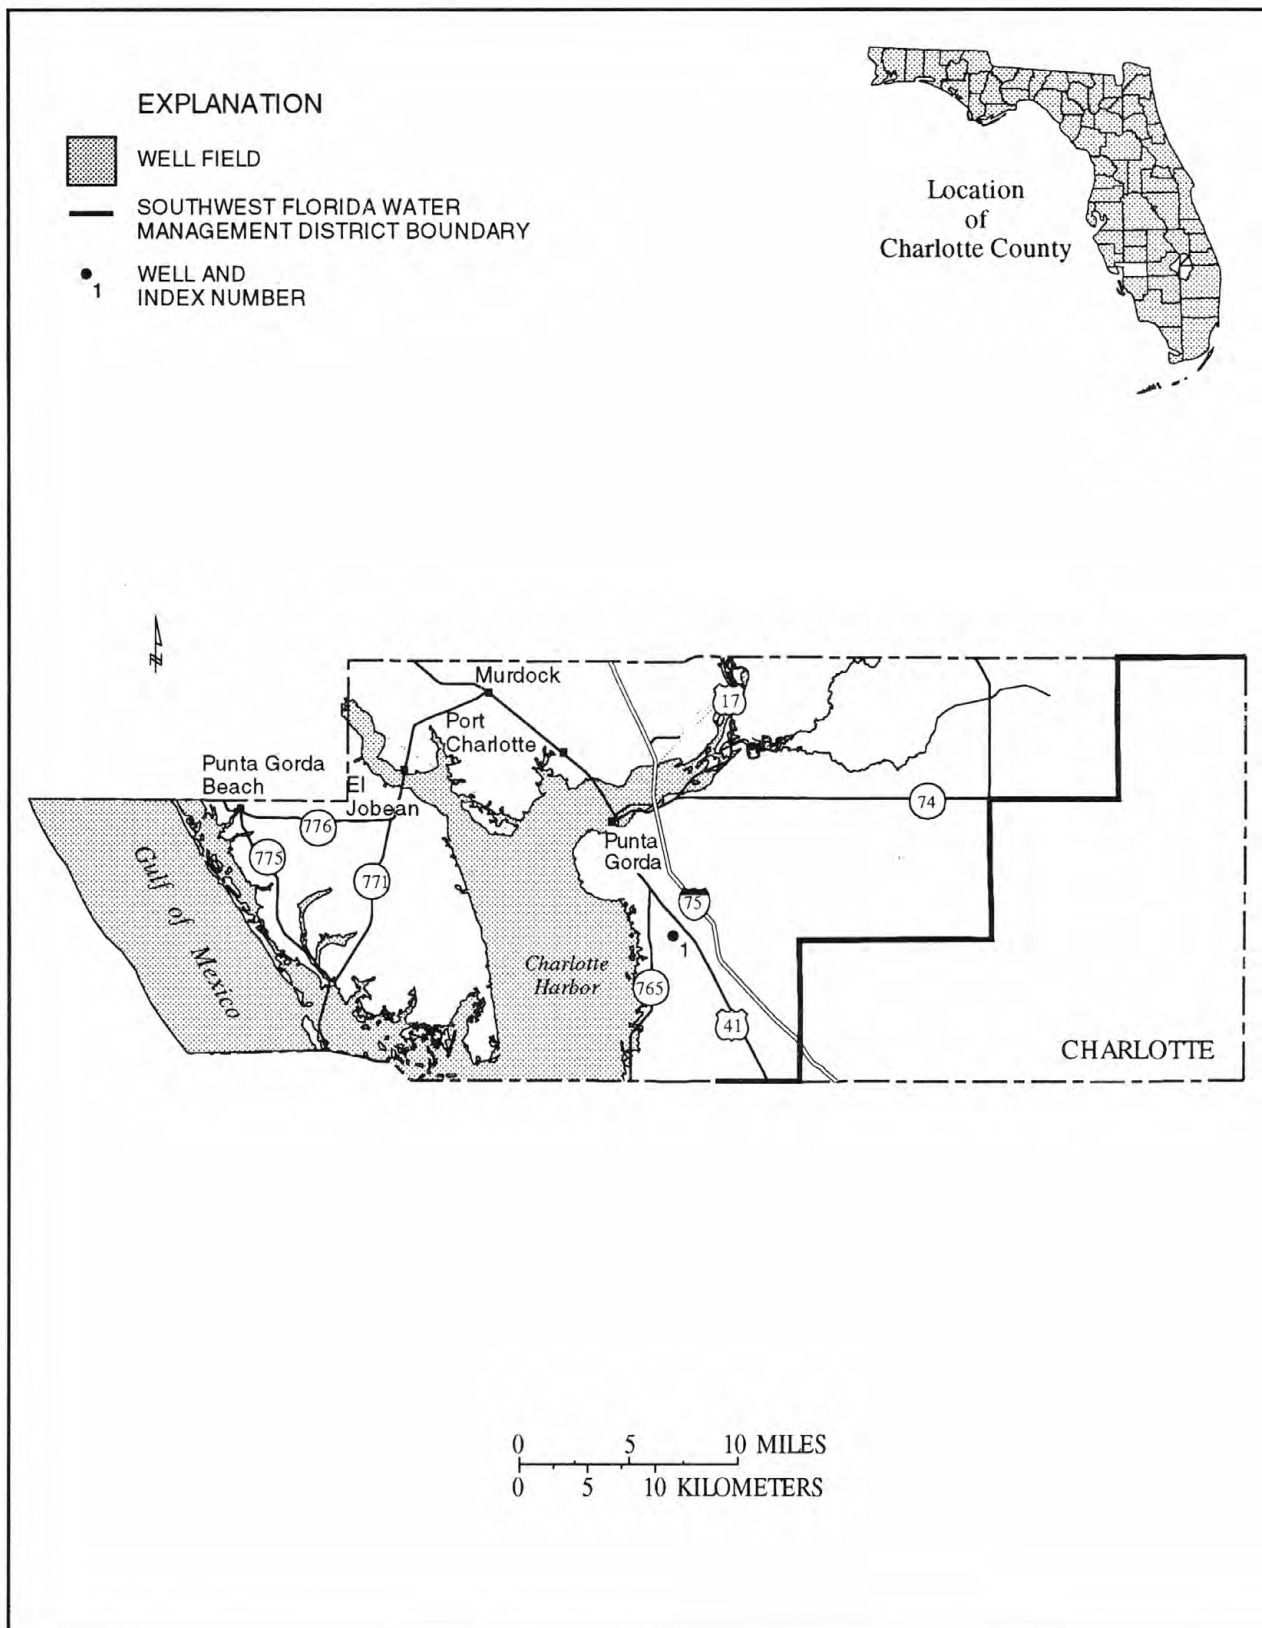 EXPLANATION
WELL FIELD
SOUTHWEST FLORIDA WATER
MANAGEMENT DISTRICT BOUNDARY
WELL AND
INDEX NUMBER
1
Location
of
Charlotte County
N
Murdock
17
Port
Charlotte
Punta Gorda
Beach
El
Jobean
74
776
Punta
Gorda
775
771
75
Gulf of Mexico
1
Charlotte
Harbor
765
41
CHARLOTTE
0 5 10 MILES
0 5 10 KILOMETERS